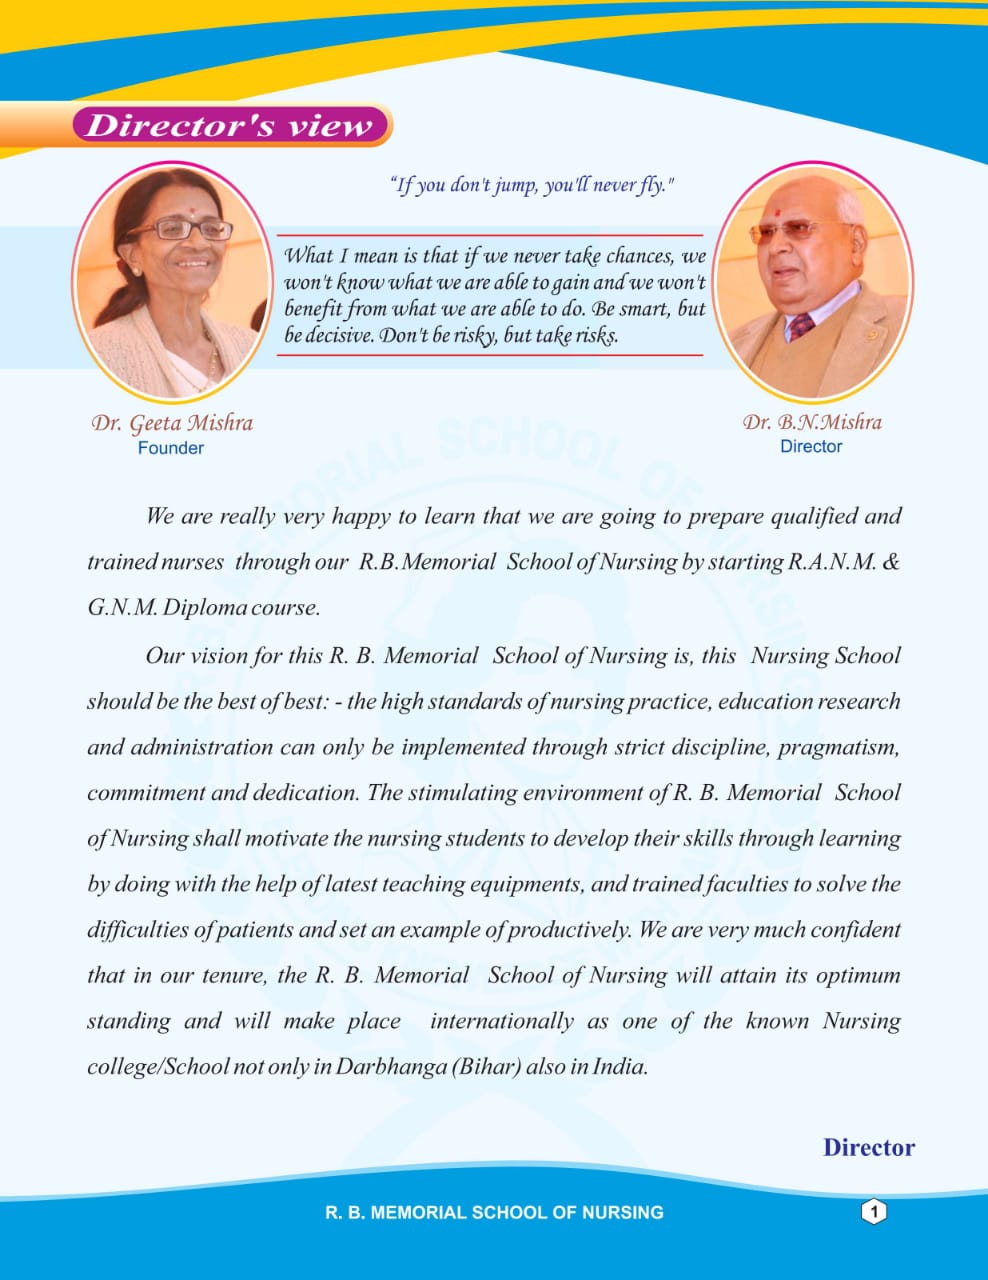 Director's view
“If you don't jump, you'll never fly."
What I mean is that if we never take chances, we
won't know what we are able to gain and we won't
benefit from what we are able to do. Be smart, but
be decisive. Don't be risky, but take risks.
Dr. Geeta Mishra
Founder
Dr. B.N.Mishra
Director
We are really very happy to learn that we are going to prepare qualified and
trained nurses through our R.B.Memorial School of Nursing by starting R.A.N.M. &
G.N.M. Diploma course.
Our vision for this R. B. Memorial School of Nursing is, this Nursing School
should be the best of best: - the high standards of nursing practice, education research
and administration can only be implemented through strict discipline, pragmatism,
commitment and dedication. The stimulating environment of R. B. Memorial School
of Nursing shall motivate the nursing students to develop their skills through learning
by doing with the help of latest teaching equipments, and trained faculties to solve the
difficulties of patients and set an example of productively. We are very much confident
that in our tenure, the R. B. Memorial School of Nursing will attain its optimum
standing and will make place internationally as one of the known Nursing
college/School not only in Darbhanga (Bihar) also in India.
Director
R. B. MEMORIAL SCHOOL OF NURSING
1
R.B. MEMORIAL SCHOOL OF NURSING